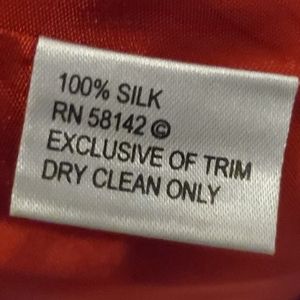 100% SILK
RN 58142 ©
EXCLUSIVE OF TRIM
DRY CLEAN ONLY